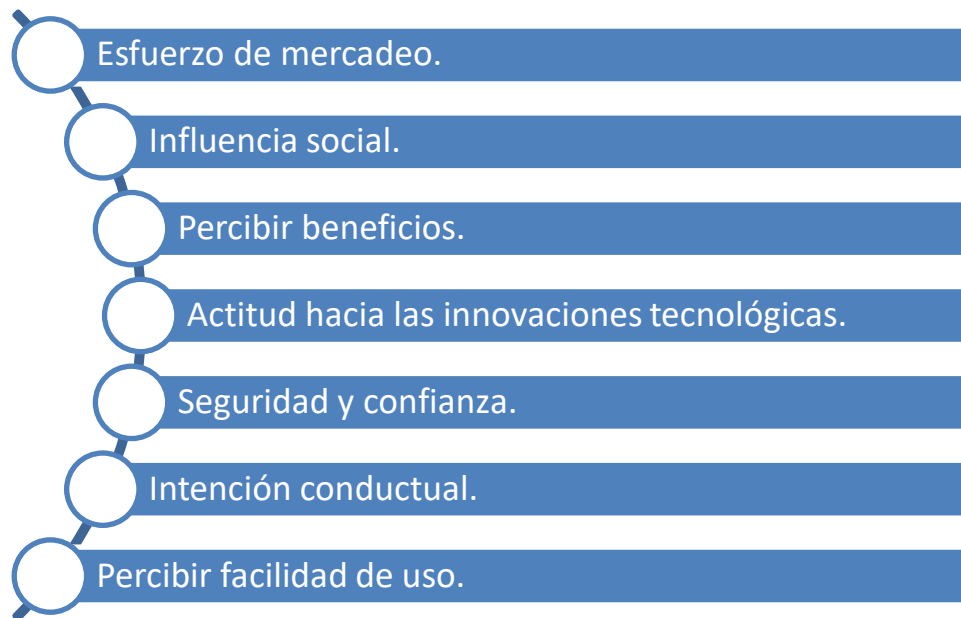 Esfuerzo de mercadeo.
Influencia social.
Percibir beneficios.
Actitud hacia las innovaciones tecnológicas.
Seguridad y confianza.
Intención conductual.
Percibir facilidad de uso.